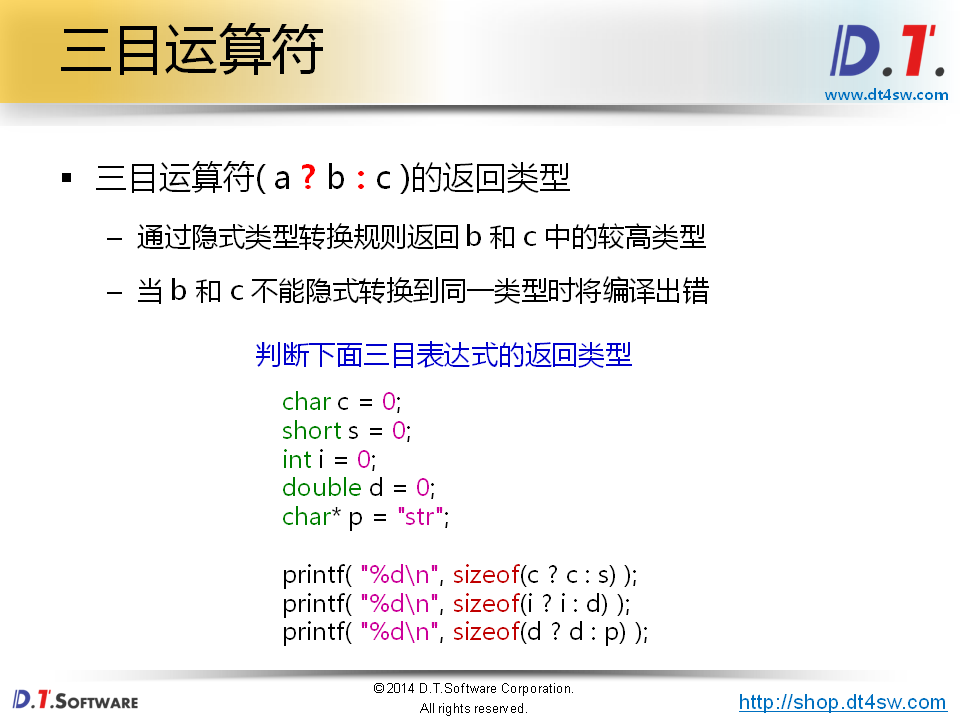 三目运算符
D.T.
www.dt4sw.com
▪ 三目运算符( a ? b : c )的返回类型
– 通过隐式类型转换规则返回 b 和 c 中的较高类型
– 当 b 和 c 不能隐式转换到同一类型时将编译出错
判断下面三目表达式的返回类型
char c = 0;
short s = 0;
int i = 0;
double d = 0;
char* p = "str";
printf( "%d\n", sizeof(c ? c : s) );
printf( "%d\n", sizeof(i ? i : d) );
printf( "%d\n", sizeof(d ? d : p) );
D.T.SOFTWARE
©2014 D.T.Software Corporation.
All rights reserved.
http://shop.dt4sw.com